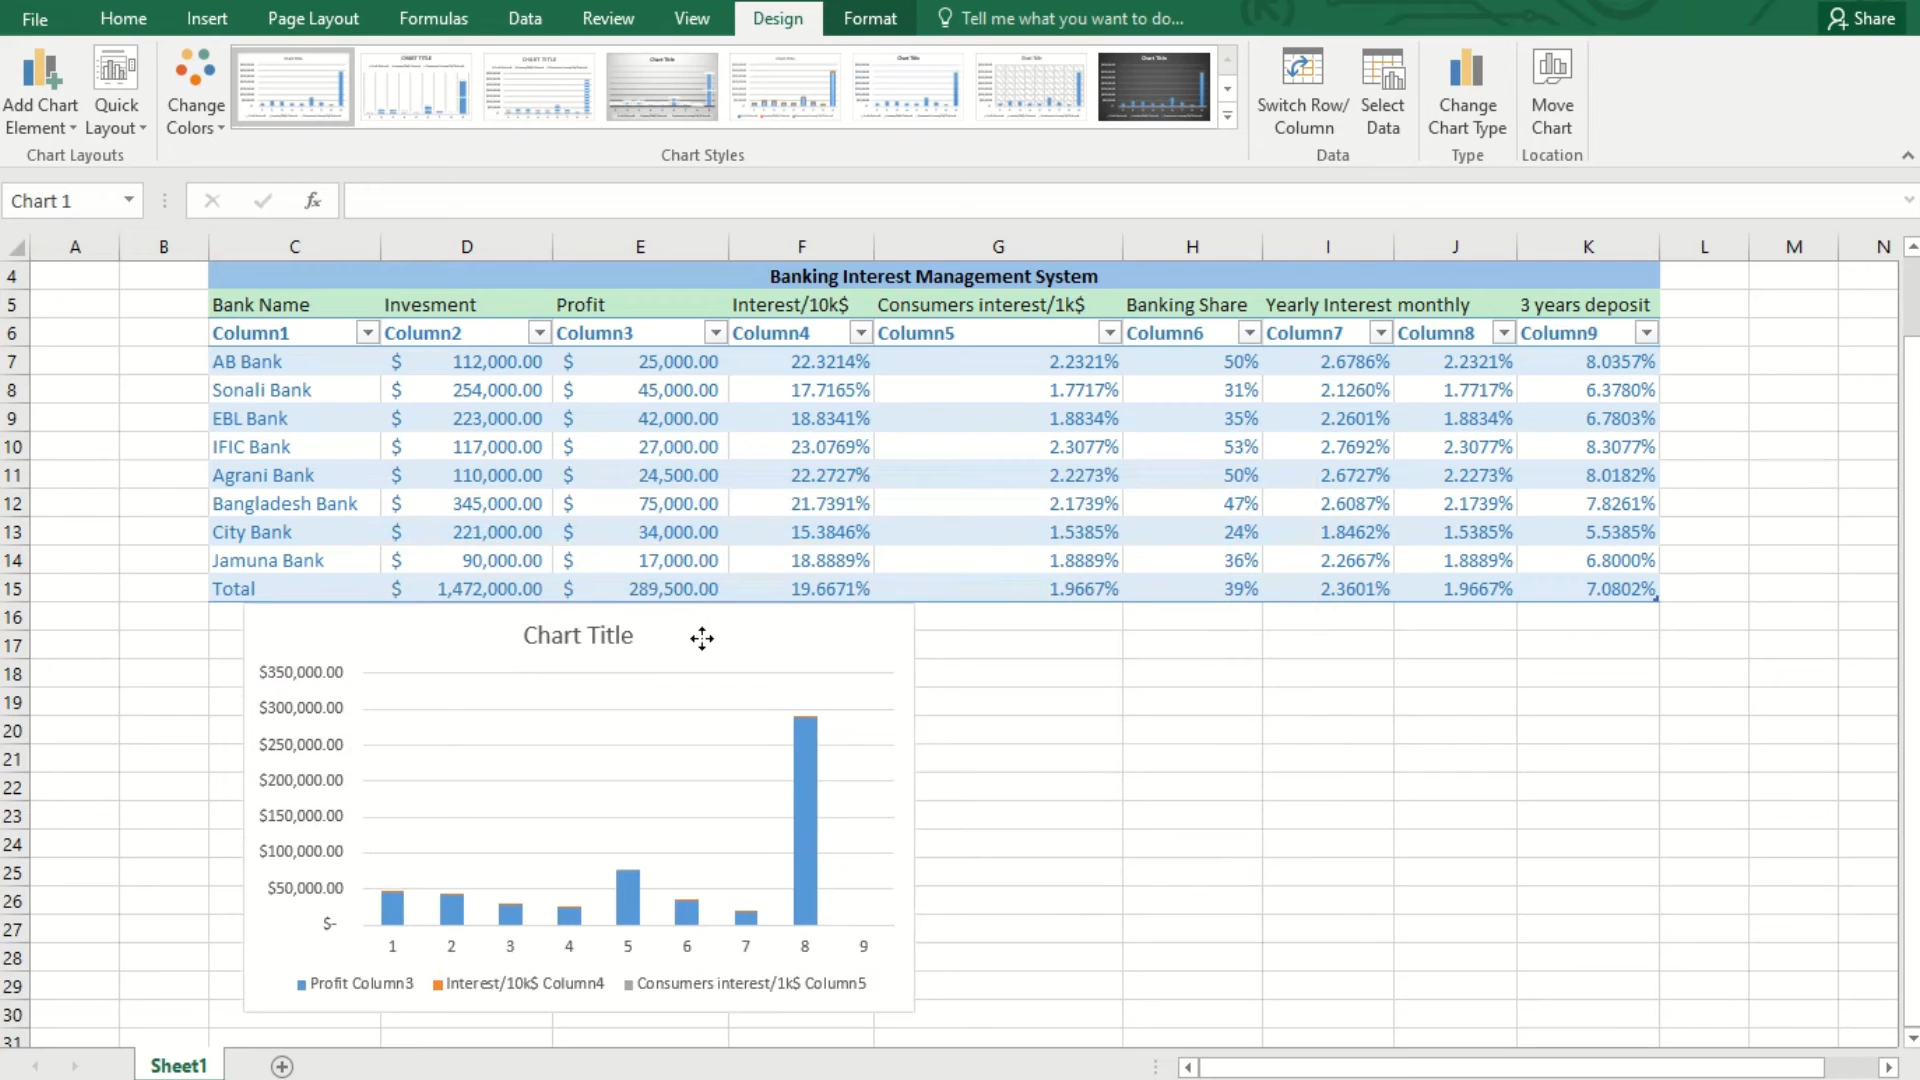 File Home Insert Page Layout Formulas Data Review View Design Format Tell me what you want to do... Share
Add Chart Element
Quick Layout
Change Colors
Switch Row/ Column
Select Data
Change Chart Type
Move Chart
Chart Layouts Chart Styles Data Type Location
Chart 1 fx
A B C D E F G H I J K L M N
4 Banking Interest Management System
5 Bank Name Invesment Profit Interest/10k$ Consumers interest/1k$ Banking Share Yearly Interest monthly 3 years deposit
6 Column1 Column2 Column3 Column4 Column5 Column6 Column7 Column8 Column9
7 AB Bank $ 112,000.00 $ 25,000.00 22.3214% 2.2321% 50% 2.6786% 2.2321% 8.0357%
8 Sonali Bank $ 254,000.00 $ 45,000.00 17.7165% 1.7717% 31% 2.1260% 1.7717% 6.3780%
9 EBL Bank $ 223,000.00 $ 42,000.00 18.8341% 1.8834% 35% 2.2601% 1.8834% 6.7803%
10 IFIC Bank $ 117,000.00 $ 27,000.00 23.0769% 2.3077% 53% 2.7692% 2.3077% 8.3077%
11 Agrani Bank $ 110,000.00 $ 24,500.00 22.2727% 2.2273% 50% 2.6727% 2.2273% 8.0182%
12 Bangladesh Bank $ 345,000.00 $ 75,000.00 21.7391% 2.1739% 47% 2.6087% 2.1739% 7.8261%
13 City Bank $ 221,000.00 $ 34,000.00 15.3846% 1.5385% 24% 1.8462% 1.5385% 5.5385%
14 Jamuna Bank $ 90,000.00 $ 17,000.00 18.8889% 1.8889% 36% 2.2667% 1.8889% 6.8000%
15 Total $ 1,472,000.00 $ 289,500.00 19.6671% 1.9667% 39% 2.3601% 1.9667% 7.0802%
16
17
18
19
20
21
22
23
24
25
26
27
28
29
30
31
Chart Title
$350,000.00
$300,000.00
$250,000.00
$200,000.00
$150,000.00
$100,000.00
$50,000.00
$-
1 2 3 4 5 6 7 8 9
Profit Column3 Interest/10k$ Column4 Consumers interest/1k$ Column5
Sheet1